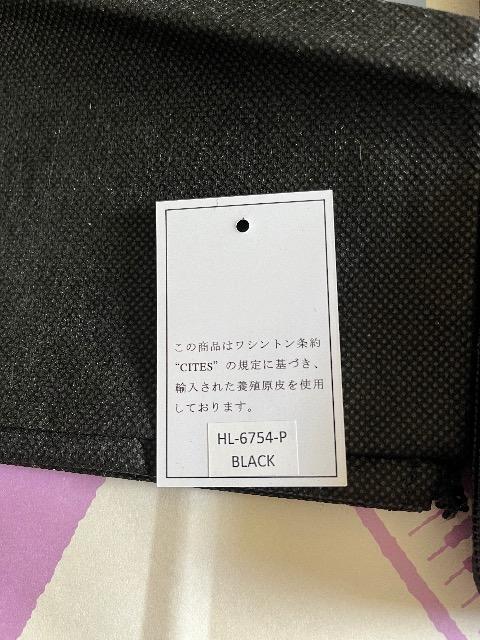 この商品はワシントン条約
“CITES” の規定に基づき、
輸入された養殖原皮を使用
しております。
HL-6754-P
BLACK